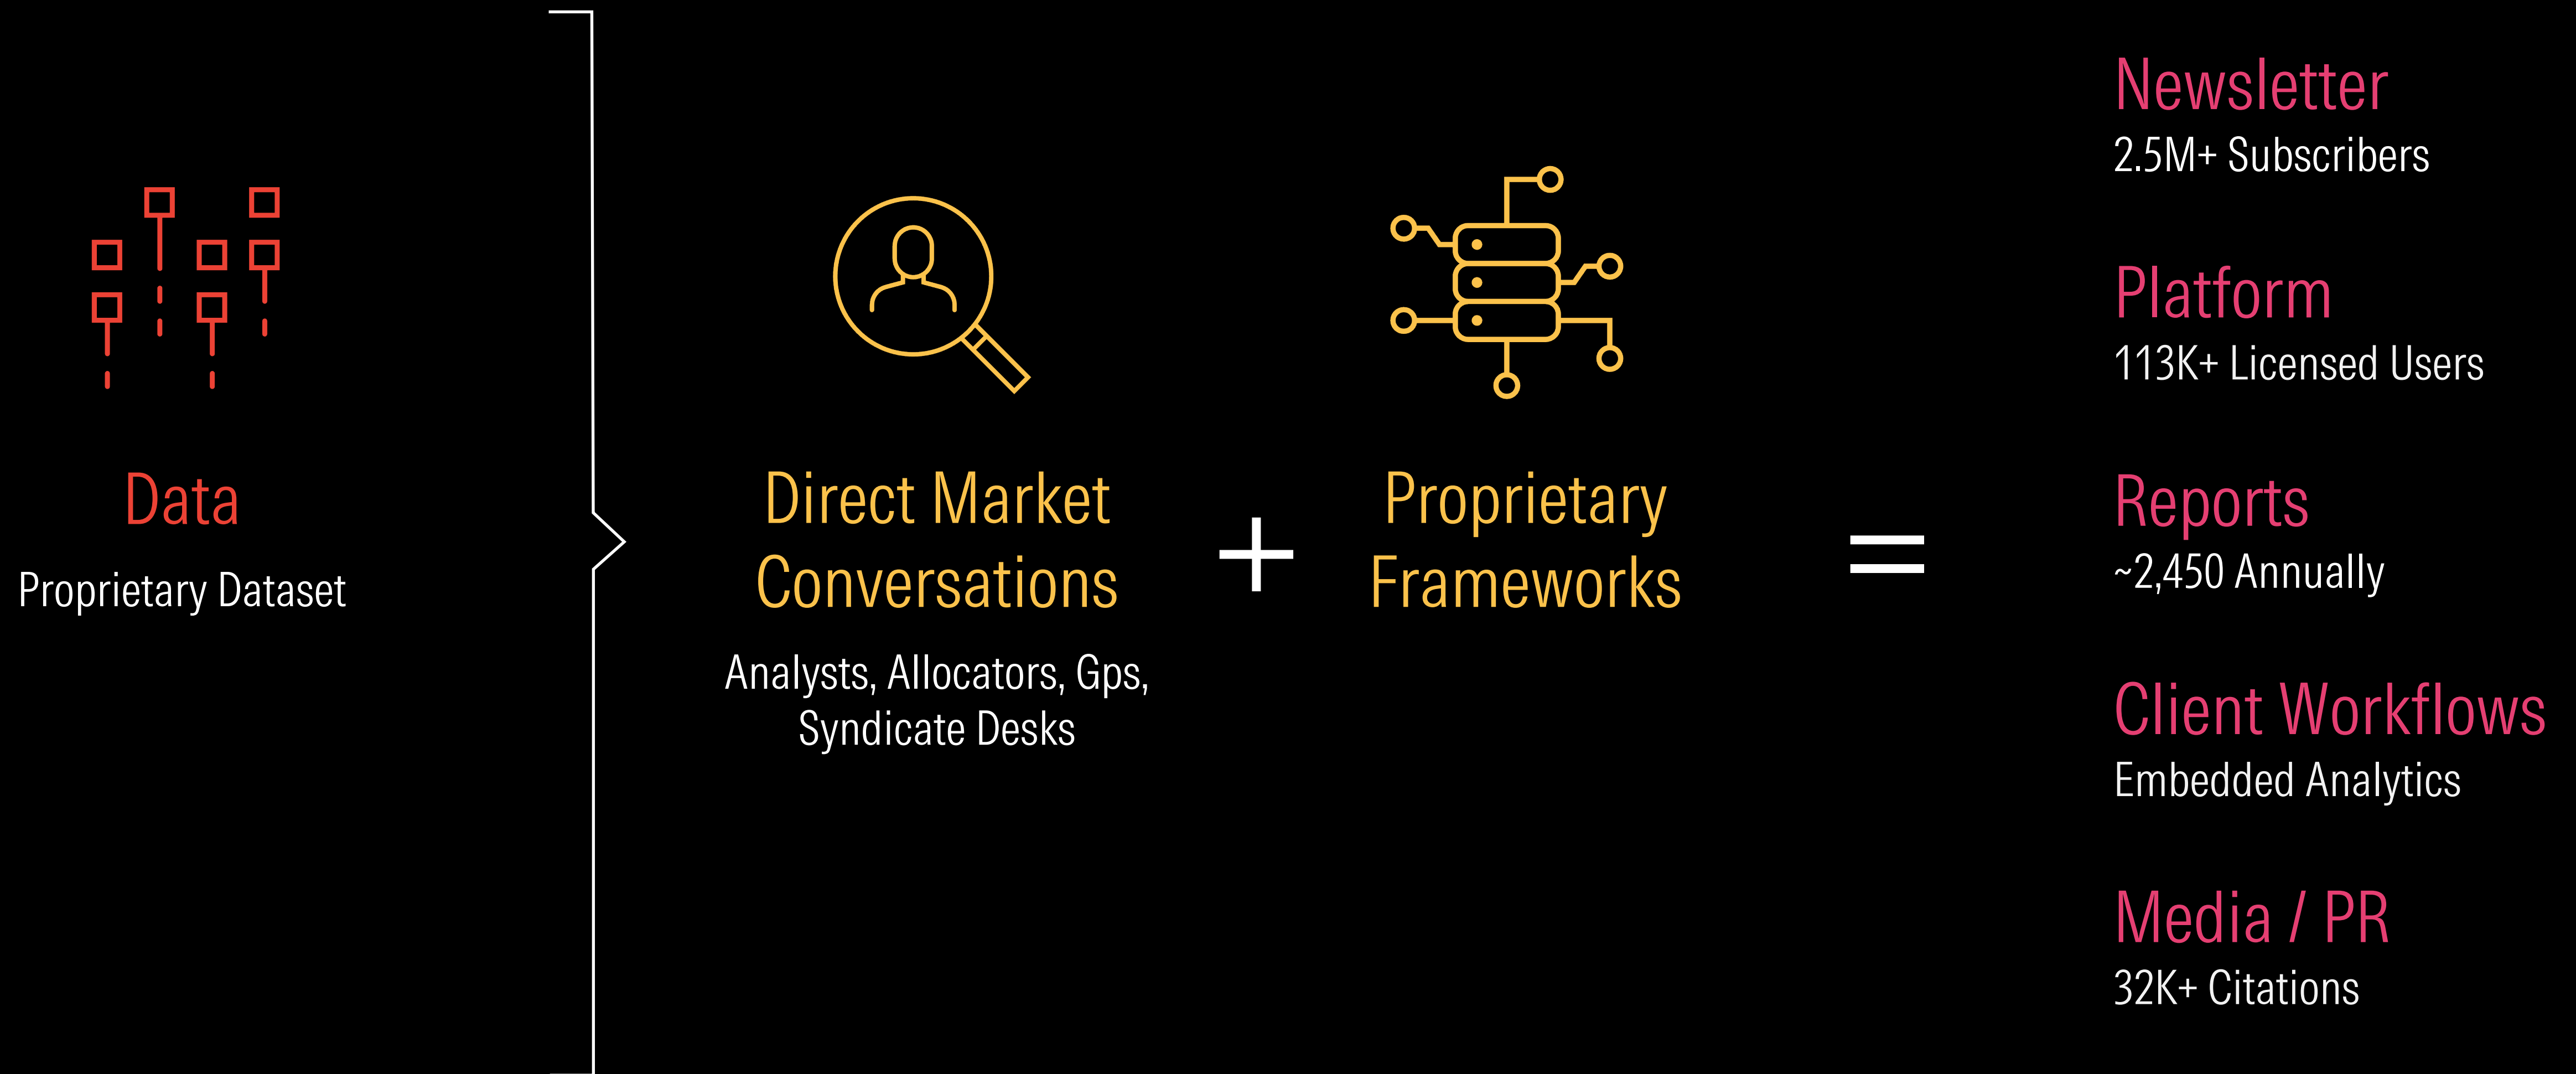 Data
Proprietary Dataset
Direct Market
Conversations
Analysts, Allocators, Gps,
Syndicate Desks
+
Proprietary
Frameworks
=
Newsletter
2.5M+ Subscribers
Platform
113K+ Licensed Users
Reports
~2,450 Annually
Client Workflows
Embedded Analytics
Media / PR
32K+ Citations